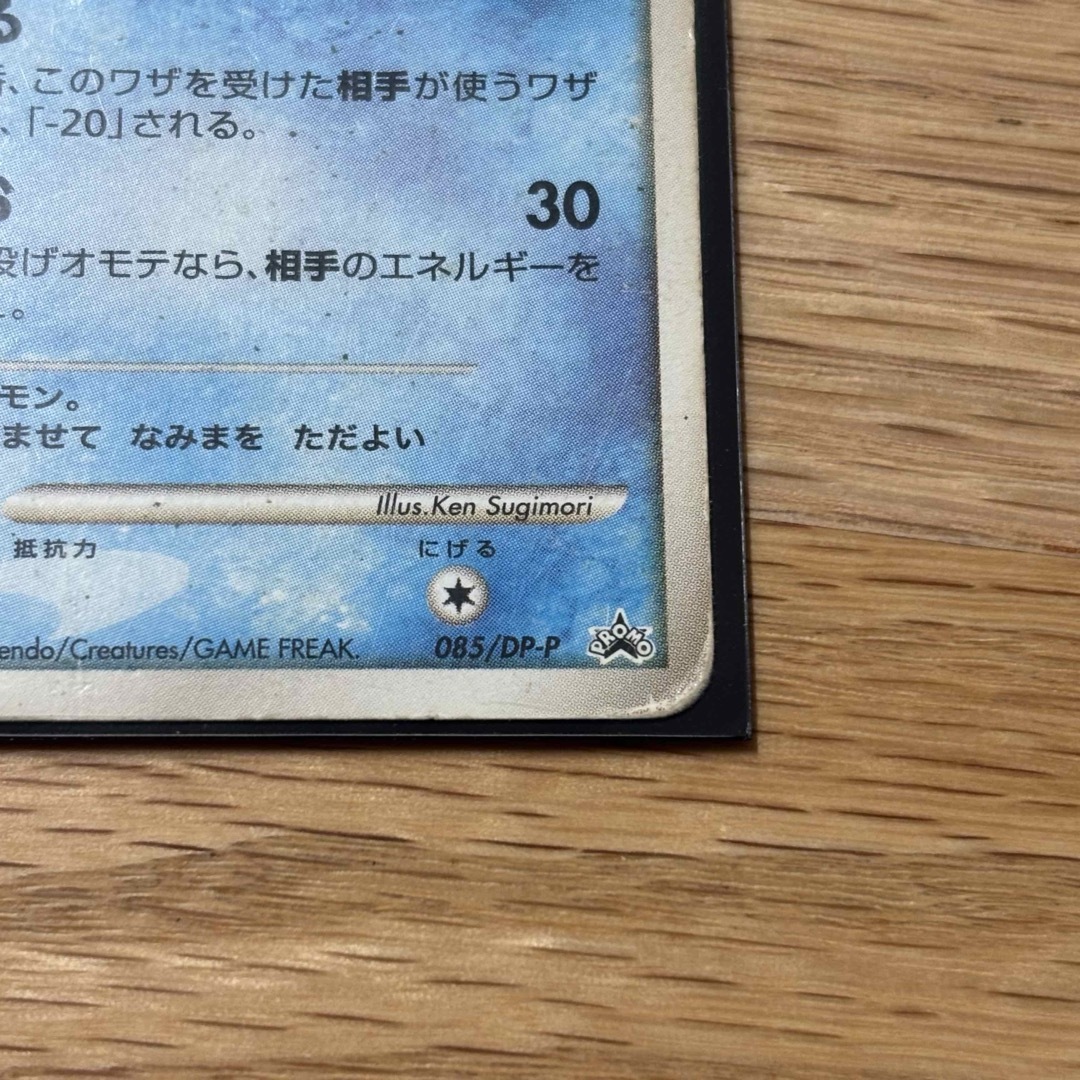 、このワザを受けた相手が使うワザ
、「-20」される。
30
投げオモテなら、相手のエネルギーを
モン。
ませて なみまを ただよい
Illus.Ken Sugimori
抵抗力 にげる
endo/Creatures/GAME FREAK. 085/DP-P PROMO